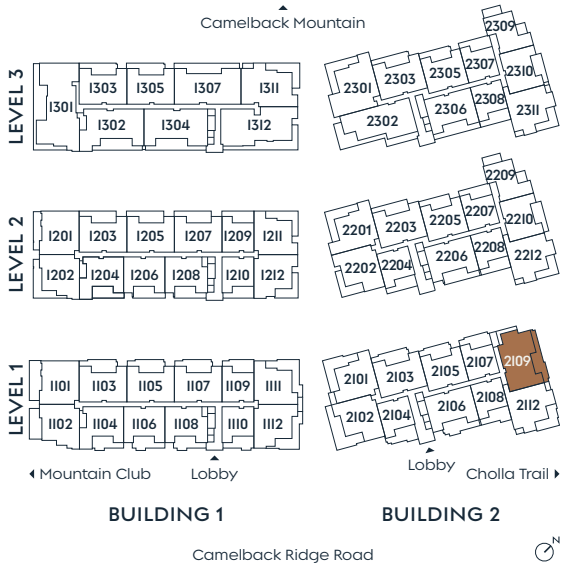 Camelback Mountain
LEVEL 3
1301 1303 1305 1307 1311
1302 1304 1312
2301 2303 2305 2307 2309 2310
2302 2306 2308 2311
LEVEL 2
1201 1203 1205 1207 1209 1211
1202 1204 1206 1208 1210 1212
2201 2203 2205 2207 2209 2210
2202 2204 2206 2208 2212
LEVEL 1
1101 1103 1105 1107 1109 1111
1102 1104 1106 1108 1110 1112
2101 2103 2105 2107 2109
2102 2104 2106 2108 2112
Mountain Club
Lobby
Lobby
Cholla Trail
BUILDING 1
BUILDING 2
Camelback Ridge Road
N